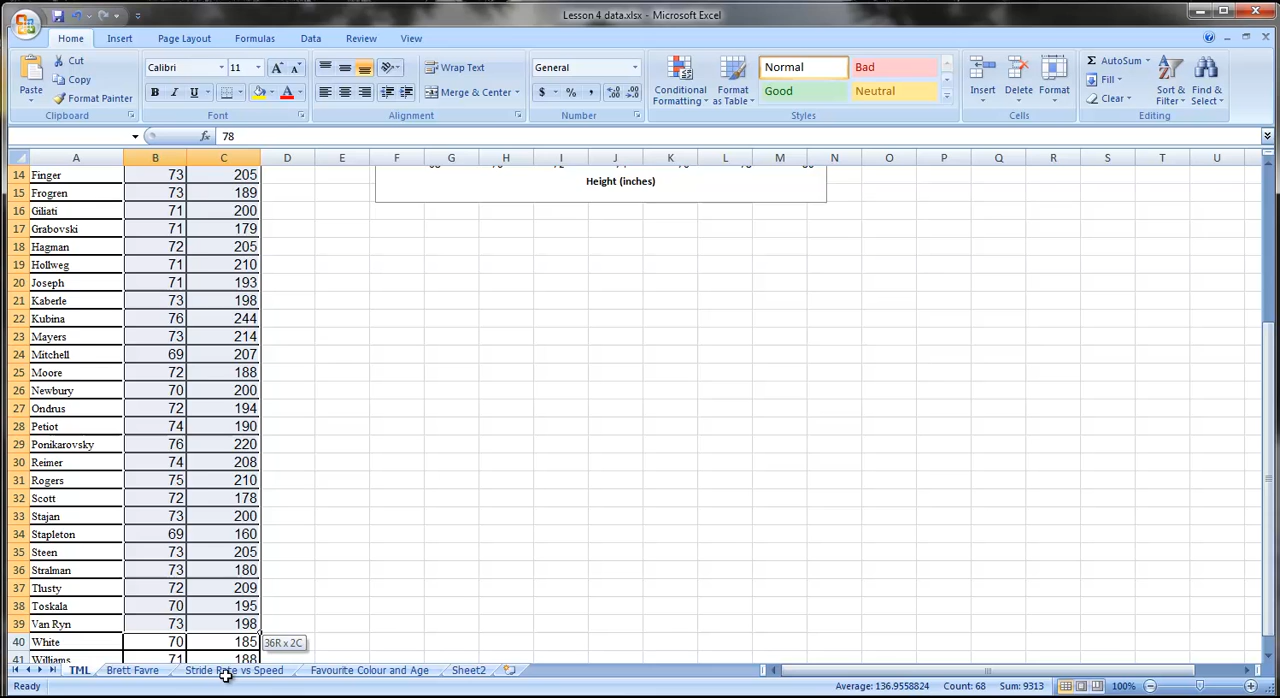 Lesson 4 data.xlsx - Microsoft Excel
Home Insert Page Layout Formulas Data Review View
Paste
Cut
Copy
Format Painter
Clipboard
Calibri 11
B I U
Font
Wrap Text
Merge & Center
Alignment
General
$ % ,
Number
Conditional Formatting
Format as Table
Normal Bad
Good Neutral
Styles
Insert Delete Format
Cells
Σ AutoSum
Fill
Clear
Sort & Filter
Find & Select
Editing
fx 78
A B C D E F G H I J K L M N O P Q R S T U
14 Finger 73 205
15 Frogren 73 189
16 Giliati 71 200
17 Grabovski 71 179
18 Hagman 72 205
19 Hollweg 71 210
20 Joseph 71 193
21 Kaberle 73 198
22 Kubina 76 244
23 Mayers 73 214
24 Mitchell 69 207
25 Moore 72 188
26 Newbury 70 200
27 Ondrus 72 194
28 Petiot 74 190
29 Ponikarovsky 76 220
30 Reimer 74 208
31 Rogers 75 210
32 Scott 72 178
33 Stajan 73 200
34 Stapleton 69 160
35 Steen 73 205
36 Stralman 73 180
37 Tlusty 72 209
38 Toskala 70 195
39 Van Ryn 73 198
40 White 70 185
41 Williams 71 188
Height (inches)
36R x 2C
TML Brett Favre Stride Rate vs Speed Favourite Colour and Age Sheet2
Ready Average: 136.9558824 Count: 68 Sum: 9313 100%